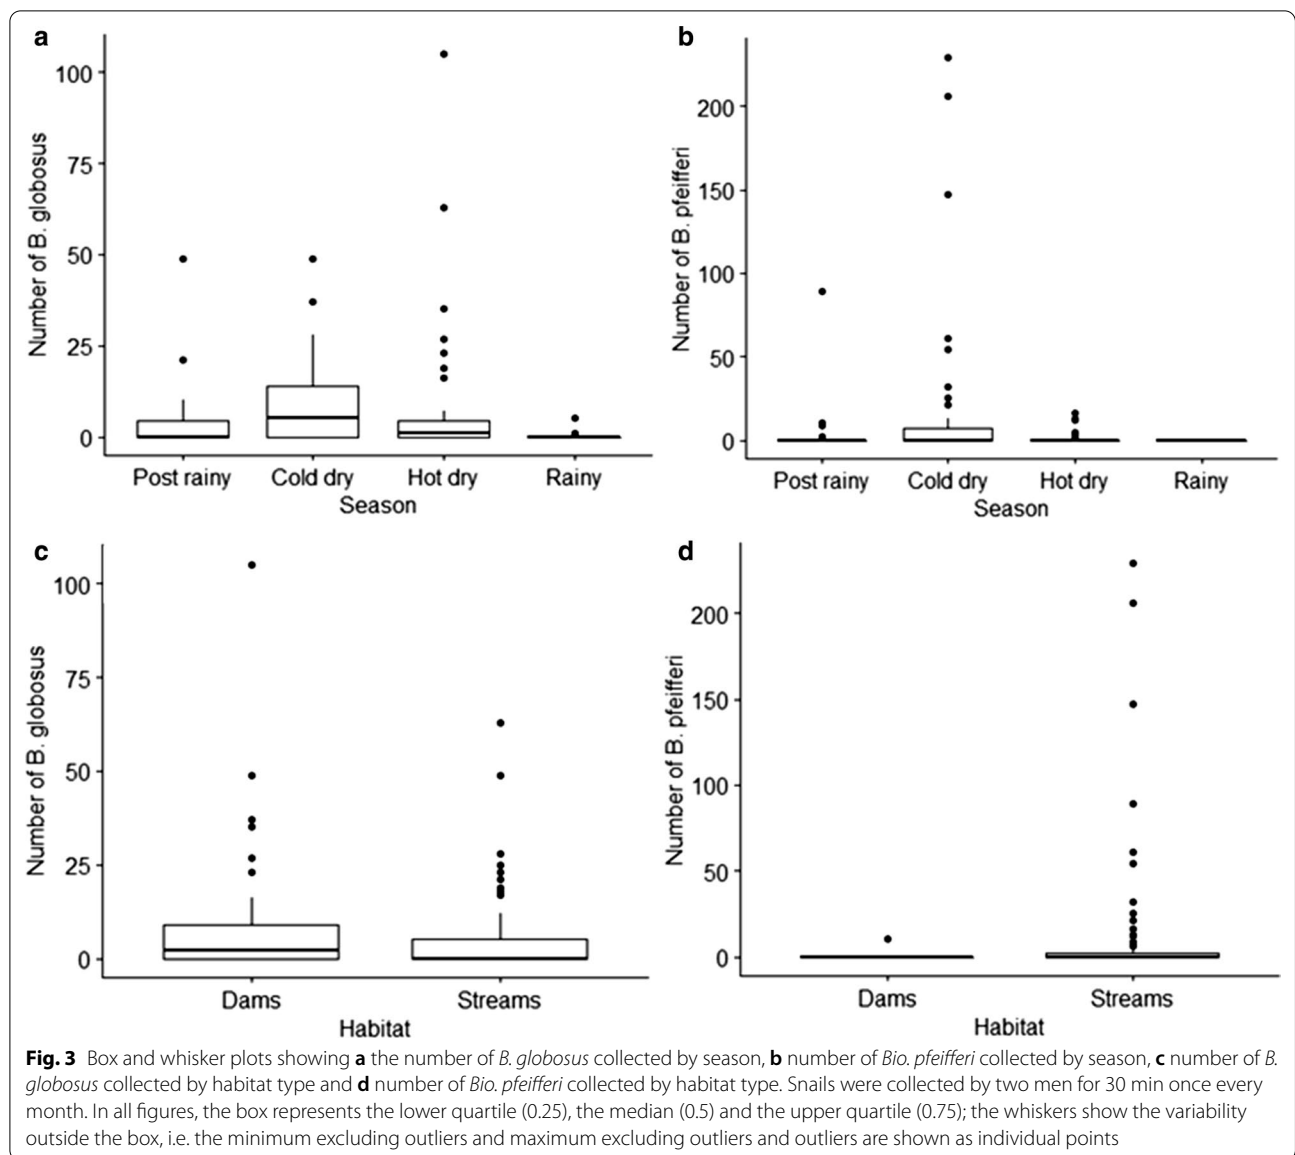 a
100
75
50
25
0
Number of B. globosus
Post rainy Cold dry Hot dry Rainy
Season
b
200
150
100
50
0
Number of B. pfeifferi
Post rainy Cold dry Hot dry Rainy
Season
c
100
75
50
25
0
Number of B. globosus
Dams Streams
Habitat
d
200
150
100
50
0
Number of B. pfeifferi
Dams Streams
Habitat
Fig. 3 Box and whisker plots showing a the number of B. globosus collected by season, b number of Bio. pfeifferi collected by season, c number of B.
globosus collected by habitat type and d number of Bio. pfeifferi collected by habitat type. Snails were collected by two men for 30 min once every
month. In all figures, the box represents the lower quartile (0.25), the median (0.5) and the upper quartile (0.75); the whiskers show the variability
outside the box, i.e. the minimum excluding outliers and maximum excluding outliers and outliers are shown as individual points